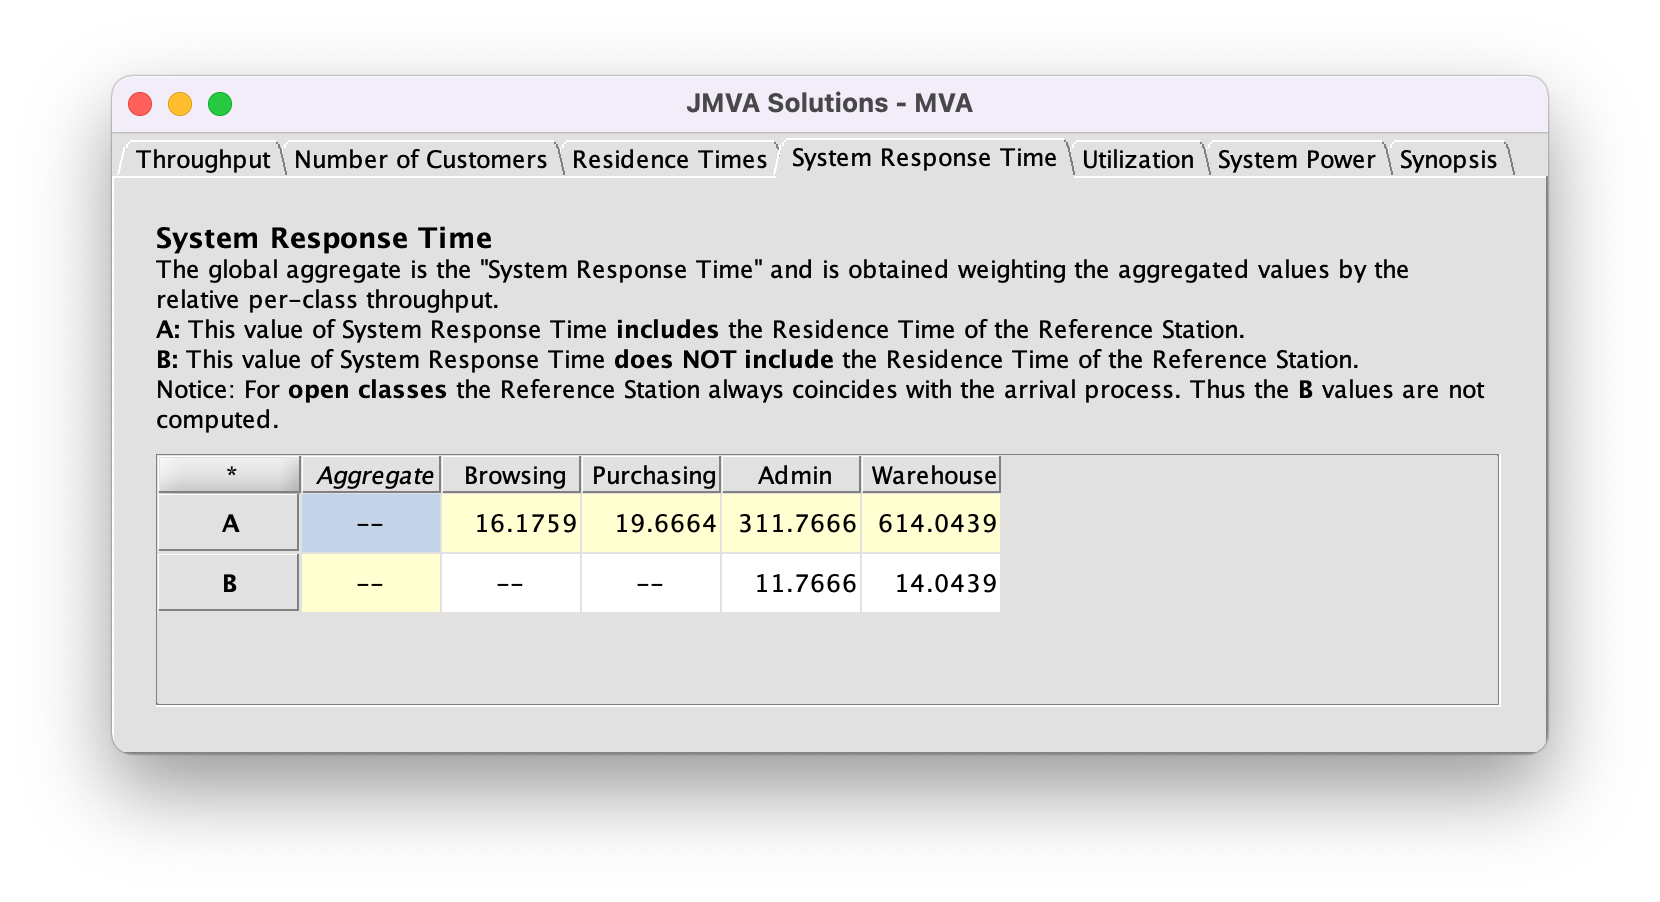 JMVA Solutions - MVA
Throughput Number of Customers Residence Times System Response Time Utilization System Power Synopsis
System Response Time
The global aggregate is the "System Response Time" and is obtained weighting the aggregated values by the
relative per-class throughput.
A: This value of System Response Time includes the Residence Time of the Reference Station.
B: This value of System Response Time does NOT include the Residence Time of the Reference Station.
Notice: For open classes the Reference Station always coincides with the arrival process. Thus the B values are not
computed.
* Aggregate Browsing Purchasing Admin Warehouse
A -- 16.1759 19.6664 311.7666 614.0439
B -- -- -- 11.7666 14.0439